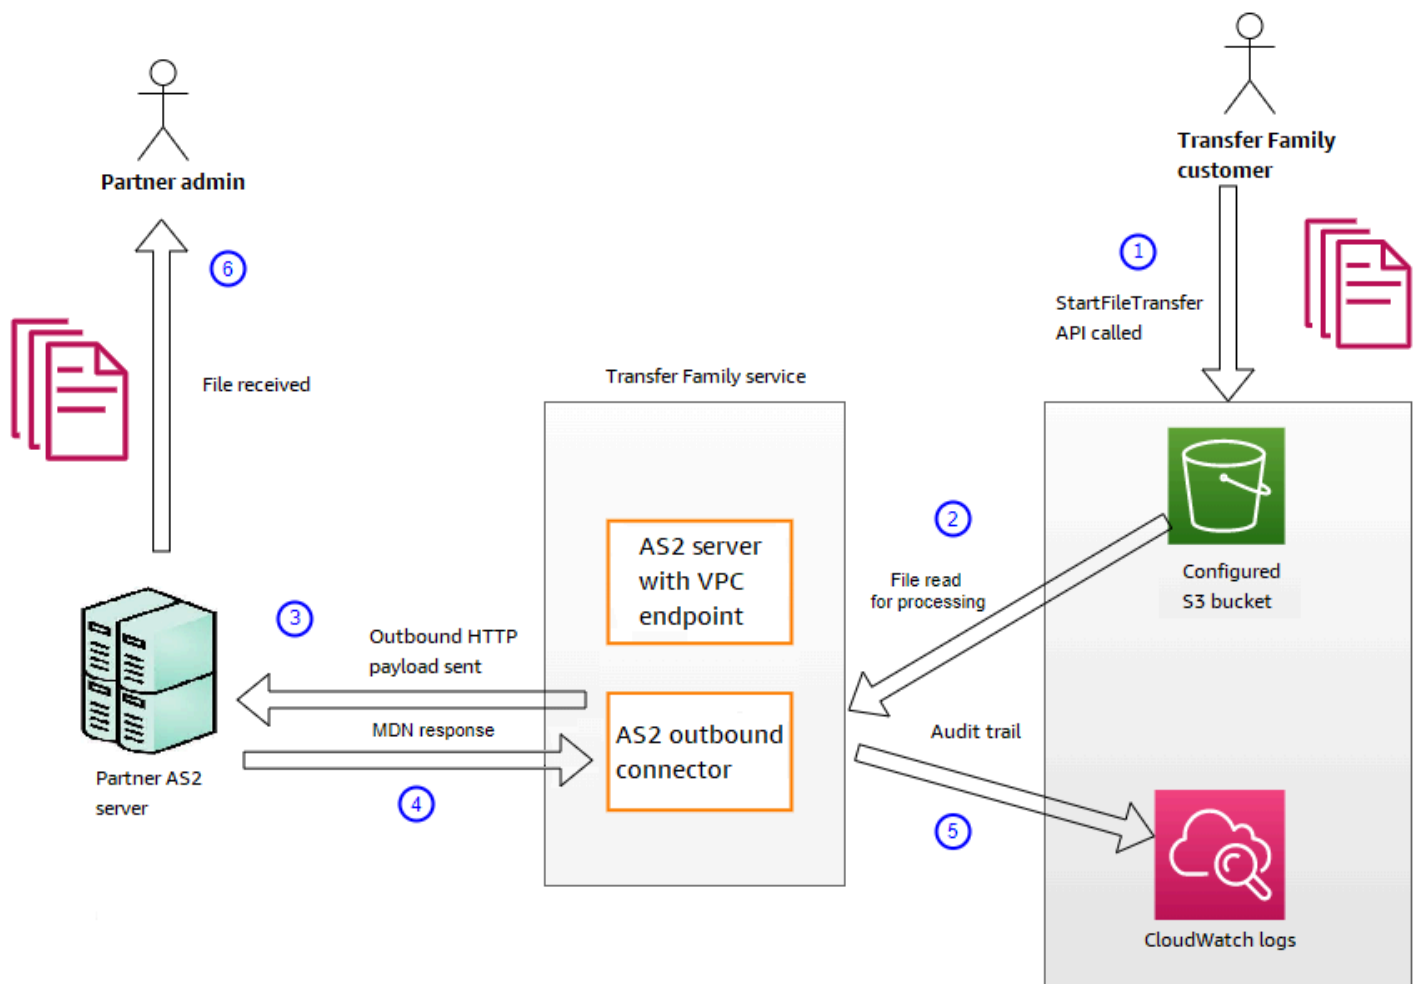 Transfer Family
customer
Partner admin
1
6
StartFileTransfer
API called
File received
Transfer Family service
2
AS2 server
with VPC
endpoint
File read
for processing
Configured
S3 bucket
3
Outbound HTTP
payload sent
MDN response
AS2 outbound
connector
Audit trail
Partner AS2
server
4
5
CloudWatch logs